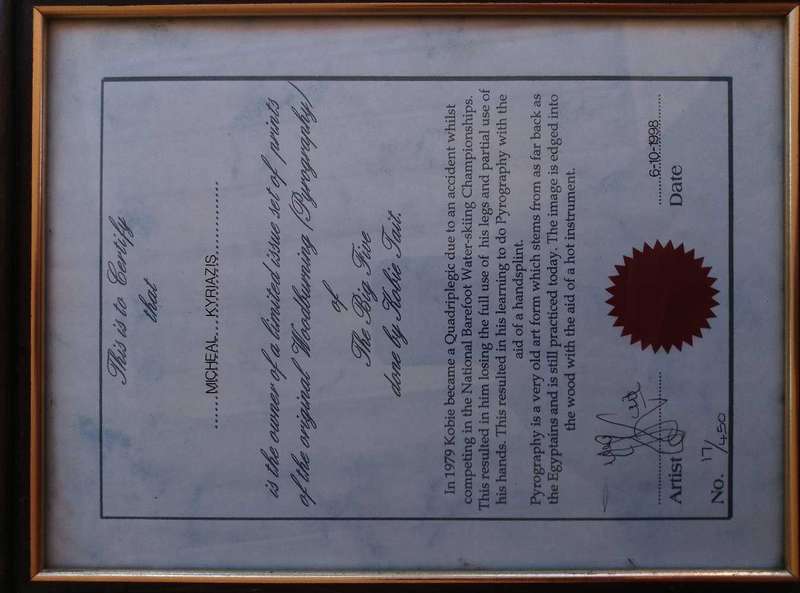 This is to Certify
that
......MICHEAL...KYRIAZIS............
is the owner of a limited issue set of prints
of the original Woodburning (Pyrography)
of
The Big Five
done by Kobie Tait.
In 1979 Kobie became a Quadriplegic due to an accident whilst
competing in the National Barefoot Water-skiing Championships.
This resulted in him losing the full use of his legs and partial use of
his hands. This resulted in his learning to do Pyrography with the
aid of a handsplint.
Pyrography is a very old art form which stems from as far back as
the Egyptains and is still practiced today. The image is edged into
the wood with the aid of a hot instrument.
6-10-1998
Artist
Date
No. 17/450